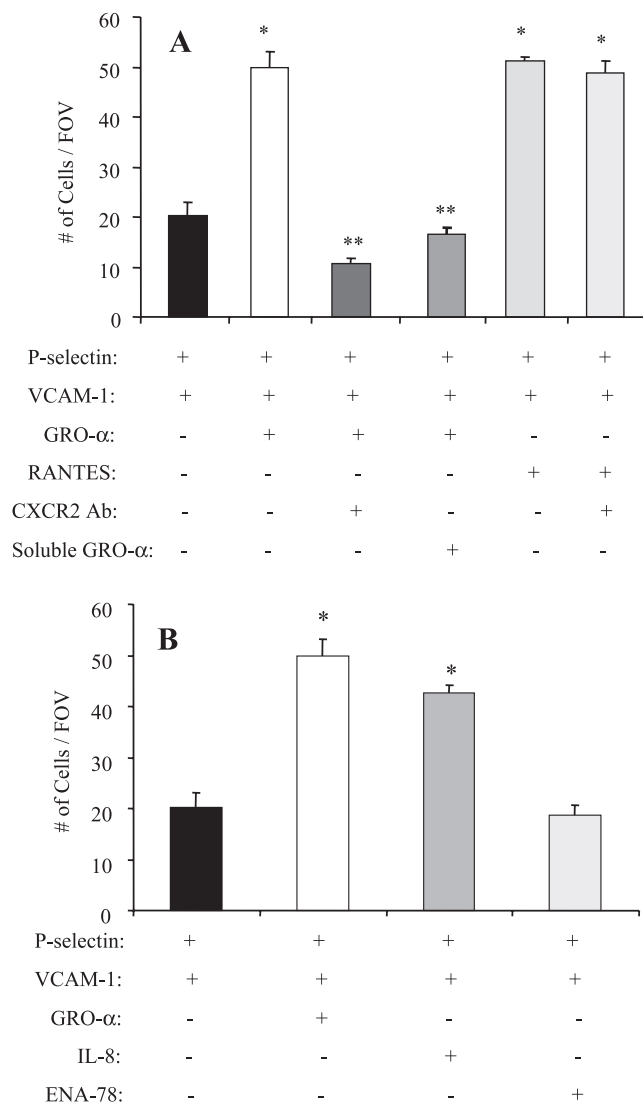 A
# of Cells / FOV
60
50
40
30
20
10
0
*
**
**
*
*
P-selectin: + + + + + +
VCAM-1: + + + + + +
GRO-α: - + + + - -
RANTES: - - - - + +
CXCR2 Ab: - - + - - +
Soluble GRO-α: - - - + - -
B
# of Cells / FOV
60
50
40
30
20
10
0
*
*
P-selectin: + + + +
VCAM-1: + + + +
GRO-α: - + - -
IL-8: - - + -
ENA-78: - - - +